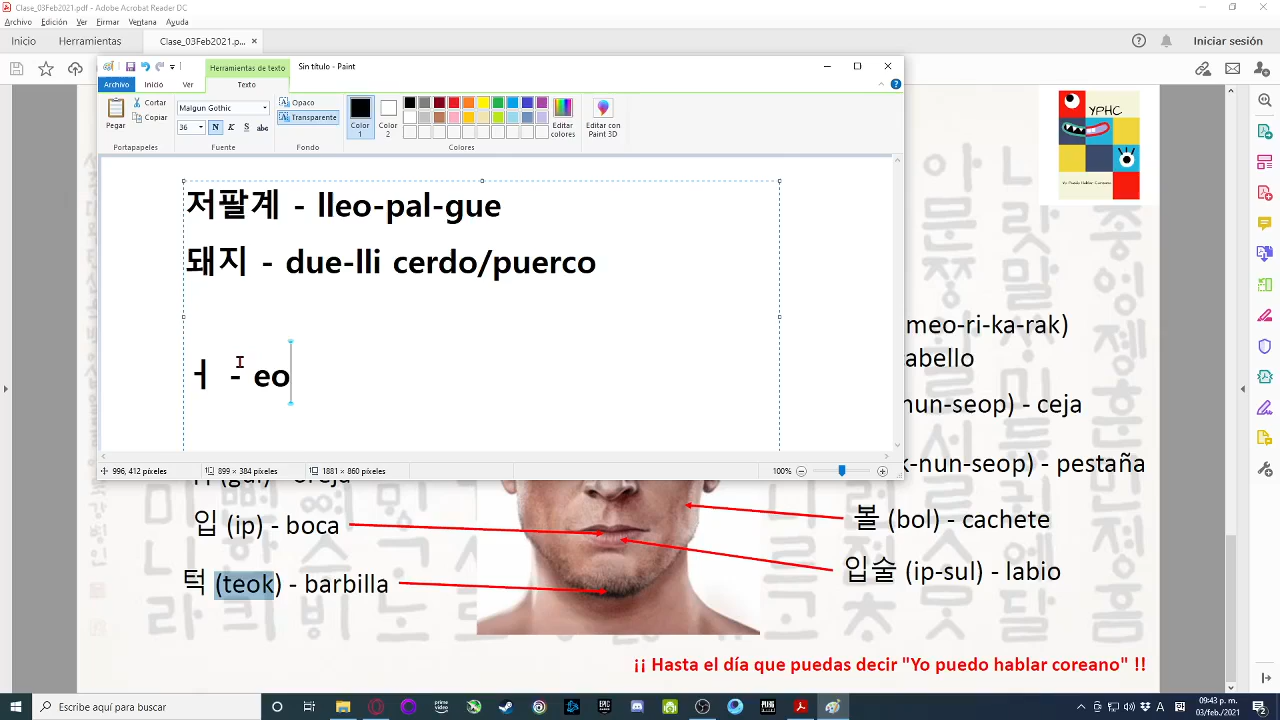 Clase_03Feb2021.pdf - Adobe Acrobat Reader DC
Archivo Edición Ver Firmar Ventana Ayuda
Inicio Herramientas Clase_03Feb2021.p... Iniciar sesión
Herramientas de texto Sin título - Paint
Archivo Inicio Ver Texto
Pegar Cortar Copiar
Malgun Gothic
36 N K S abc
Opaco
Transparente
Color 1 Color 2
Editar colores
Editar con Paint 3D
Portapapeles Fuente Fondo Colores
저팔계 - lleo-pal-gue
돼지 - due-lli cerdo/puerco
ㅓ - eo
996, 412 píxeles 899 × 384 píxeles 1881 × 860 píxeles 100%
YPHC
Yo Puedo Hablar Coreano
meo-ri-ka-rak)
abello
nun-seop) - ceja
k-nun-seop) - pestaña
입 (ip) - boca
볼 (bol) - cachete
입술 (ip-sul) - labio
턱 (teok) - barbilla
¡¡ Hasta el día que puedas decir "Yo puedo hablar coreano" !!
Escribe aquí para buscar
09:43 p. m.
03/feb./2021